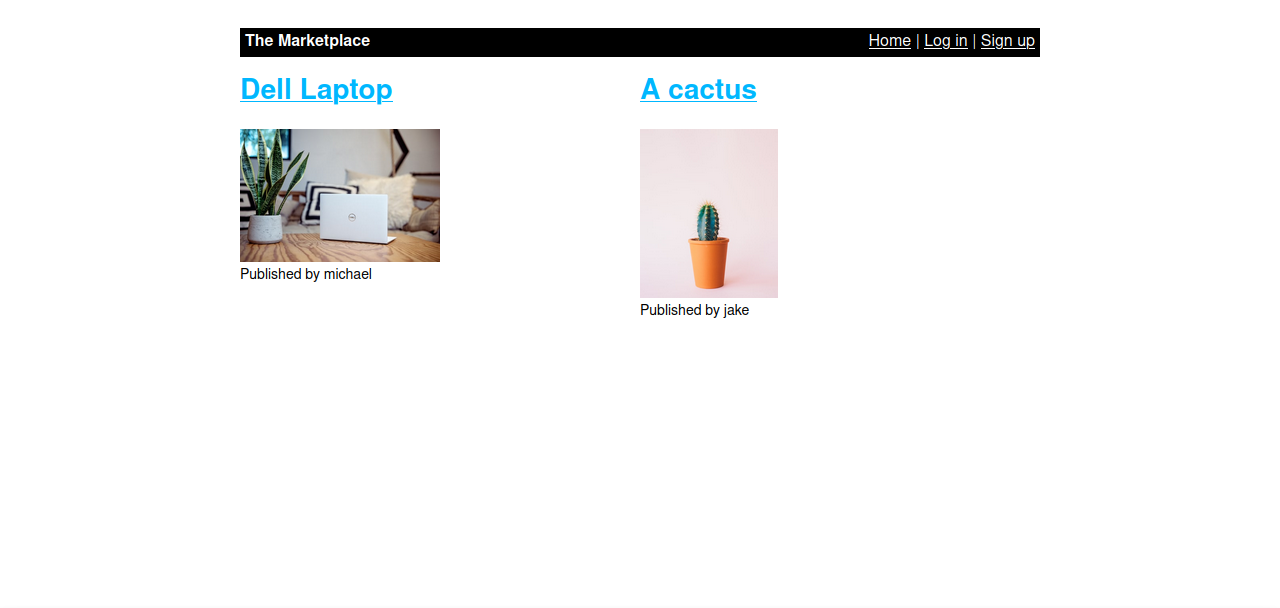 The Marketplace
Home | Log in | Sign up
Dell Laptop
Published by michael
A cactus
Published by jake